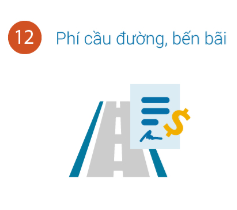 12 Phí cầu đường, bến bãi
$